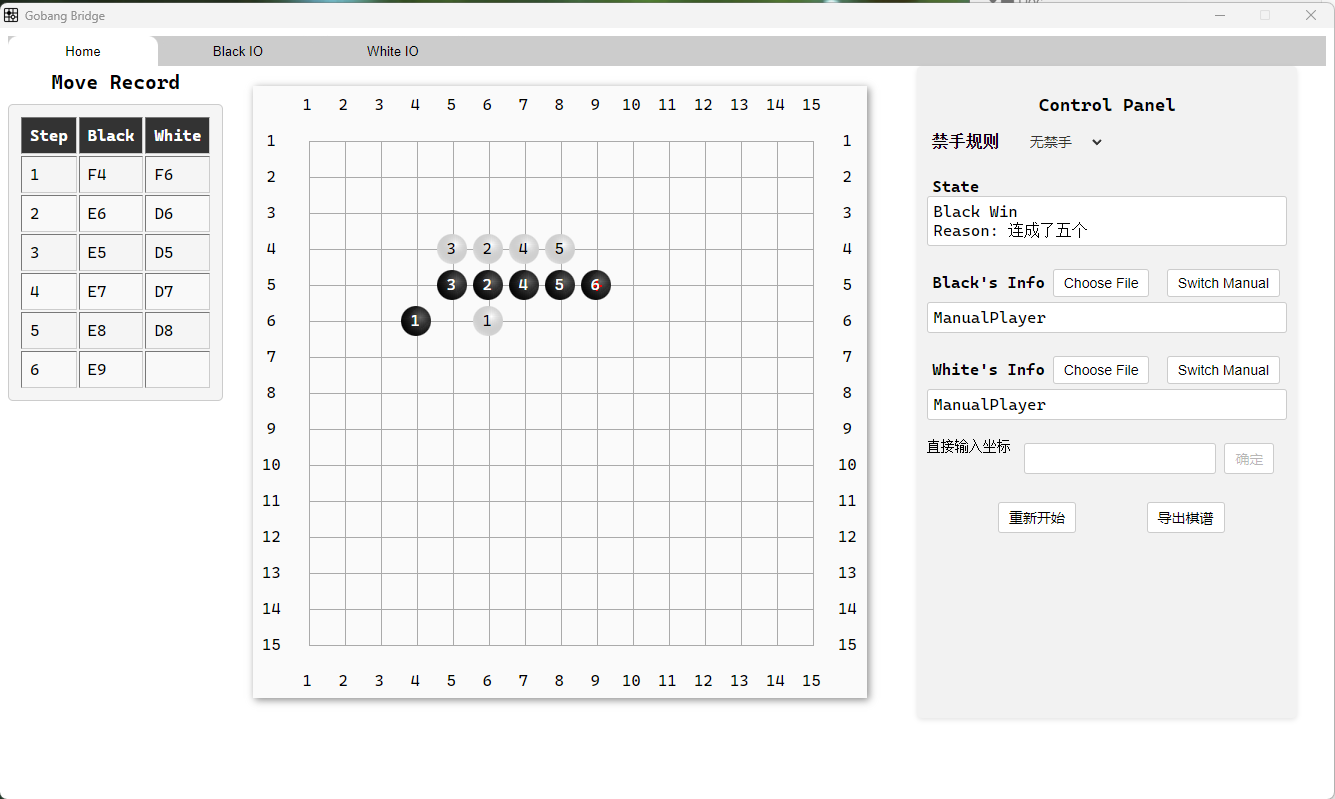 Gobang Bridge
Home Black IO White IO
Move Record
Step Black White
1 F4 F6
2 E6 D6
3 E5 D5
4 E7 D7
5 E8 D8
6 E9
1 2 3 4 5 6 7 8 9 10 11 12 13 14 15
1 1
2 2
3 3
4 3 2 4 5 4
5 3 2 4 5 6 5
6 1 1 6
7 7
8 8
9 9
10 10
11 11
12 12
13 13
14 14
15 15
1 2 3 4 5 6 7 8 9 10 11 12 13 14 15
Control Panel
禁手规则 无禁手
State
Black Win
Reason: 连成了五个
Black's Info Choose File Switch Manual
ManualPlayer
White's Info Choose File Switch Manual
ManualPlayer
直接输入坐标 确定
重新开始 导出棋谱